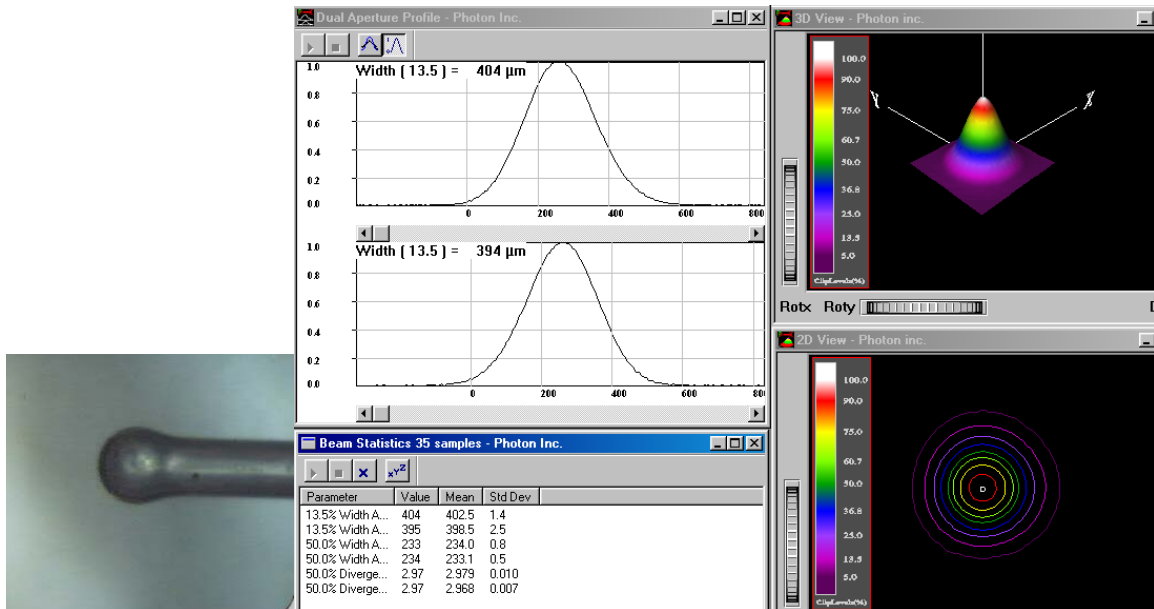 Dual Aperture Profile - Photon Inc.
Width ( 13.5 ) = 404 µm
1.0
0.8
0.6
0.4
0.2
0.0
0 200 400 600 800
Width ( 13.5 ) = 394 µm
1.0
0.8
0.6
0.4
0.2
0.0
0 200 400 600 800
Beam Statistics 35 samples - Photon Inc.
xYZ
Parameter Value Mean Std Dev
13.5% Width A... 404 402.5 1.4
13.5% Width A... 395 398.5 2.5
50.0% Width A... 233 234.0 0.8
50.0% Width A... 234 233.1 0.5
50.0% Diverge... 2.97 2.979 0.010
50.0% Diverge... 2.97 2.968 0.007
3D View - Photon inc.
100.0
90.0
75.0
60.7
50.0
36.8
25.0
13.5
5.0
ClipLevels(%)
Y
X
Rotx Roty
2D View - Photon inc.
100.0
90.0
75.0
60.7
50.0
36.8
25.0
13.5
5.0
ClipLevels(%)